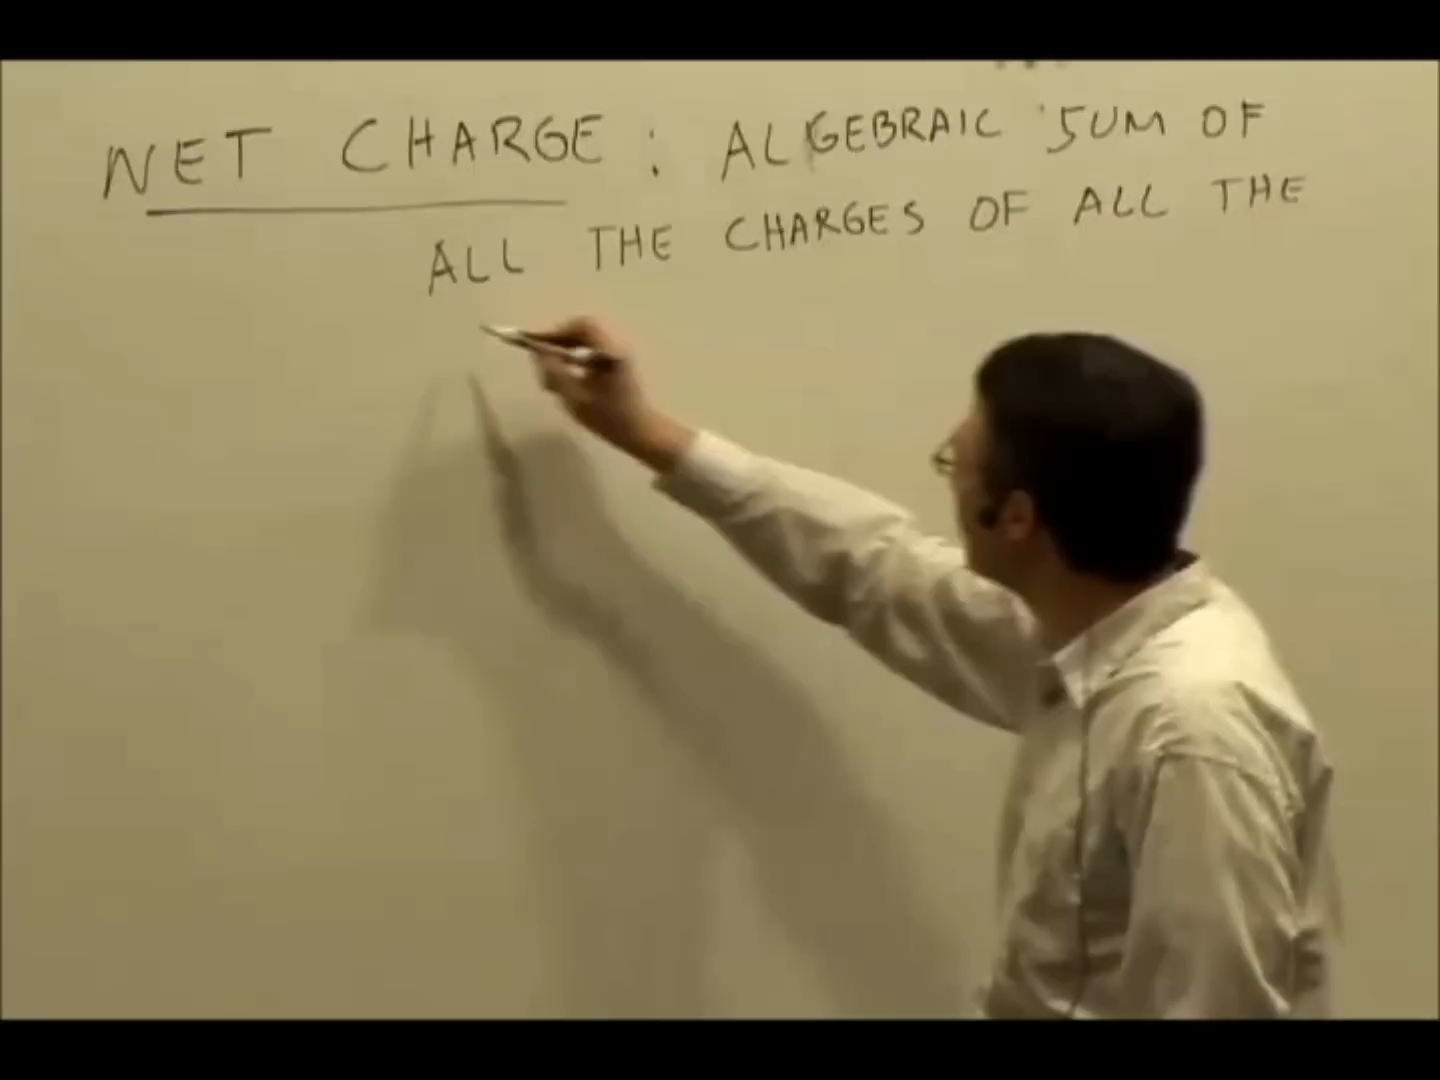 NET CHARGE: ALGEBRAIC SUM OF
ALL THE CHARGES OF ALL THE